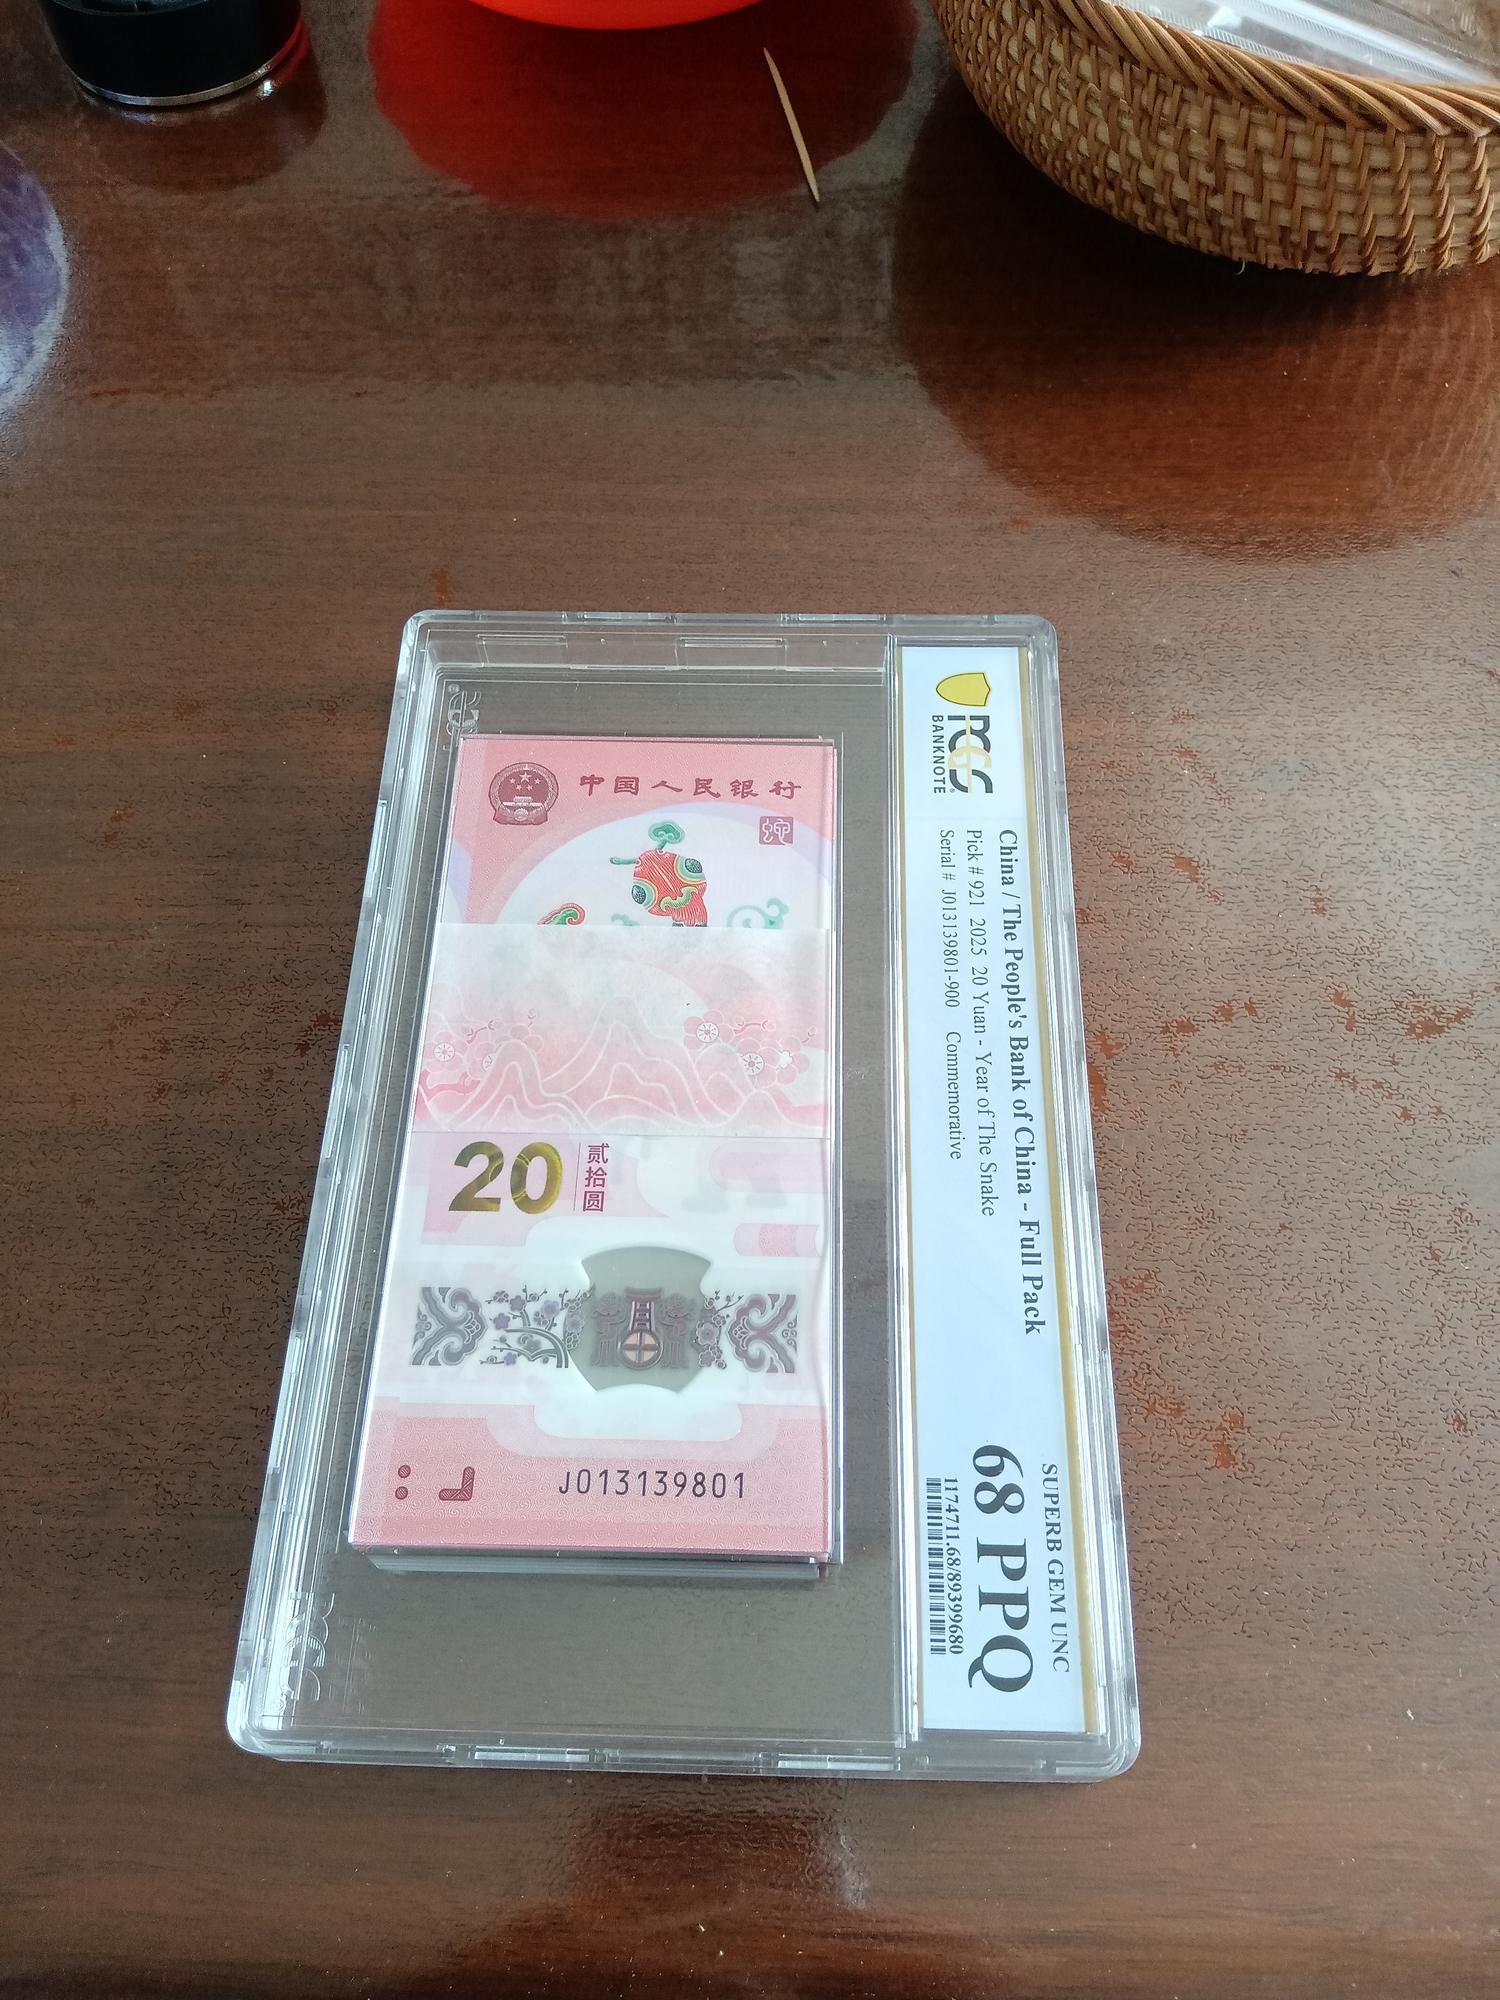 中国人民银行
蛇
20
贰拾圆
J013139801
PCGS
BANKNOTE
China / The People's Bank of China - Full Pack
Pick # 921 2025 20 Yuan - Year of The Snake
Serial # J013139801-900 Commemorative
SUPERB GEM UNC
68 PPQ
1174711.68/89399680